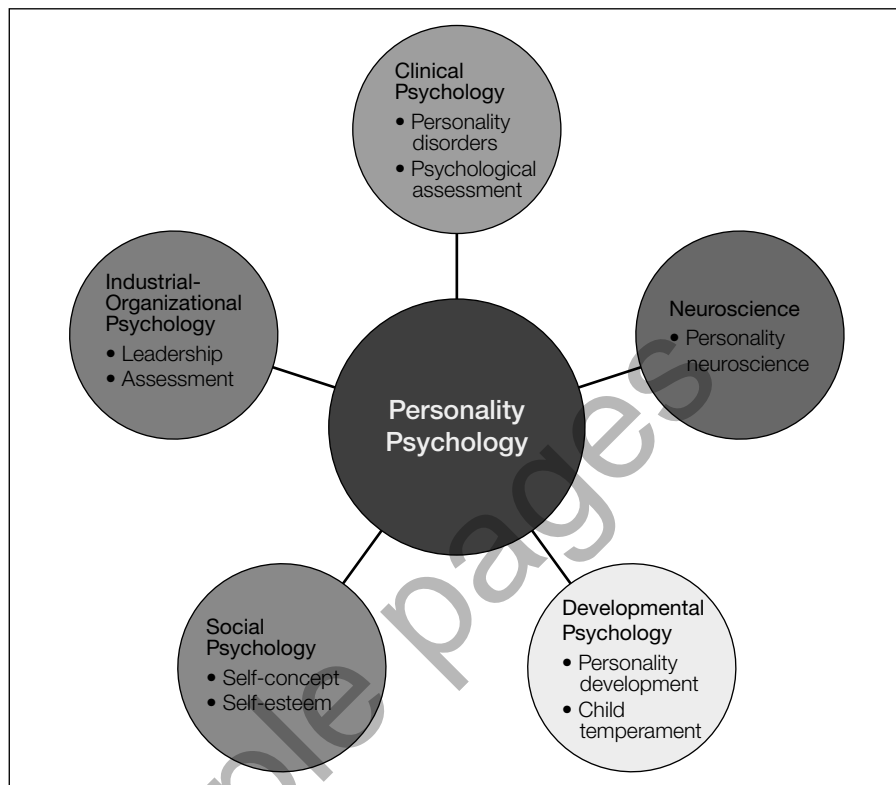 Clinical
Psychology
• Personality
disorders
• Psychological
assessment
Industrial-
Organizational
Psychology
• Leadership
• Assessment
Neuroscience
• Personality
neuroscience
Personality
Psychology
Social
Psychology
• Self-concept
• Self-esteem
Developmental
Psychology
• Personality
development
• Child
temperament
ple pages